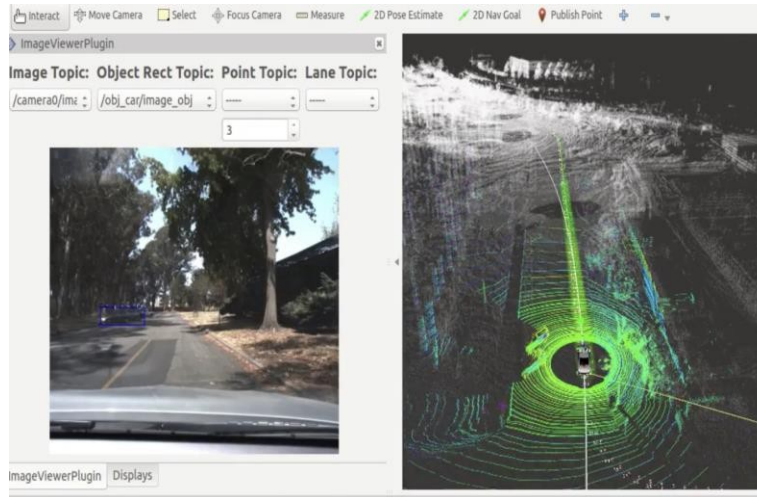 Interact Move Camera Select Focus Camera Measure 2D Pose Estimate 2D Nav Goal Publish Point
ImageViewerPlugin
Image Topic: Object Rect Topic: Point Topic: Lane Topic:
/camera0/ima /obj_car/image_obj ----- -----
3
ImageViewerPlugin Displays